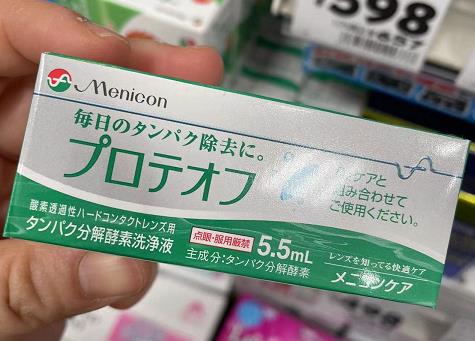 598
Menicon
毎日のタンパク除去に。
プロテオフ
ケアと
組み合わせて
ご使用ください。
酸素透過性ハードコンタクトレンズ用
タンパク分解酵素洗浄液
点眼・服用厳禁
5.5mL
主成分:タンパク分解酵素
レンズを知ってる快適ケア
メニコンケア